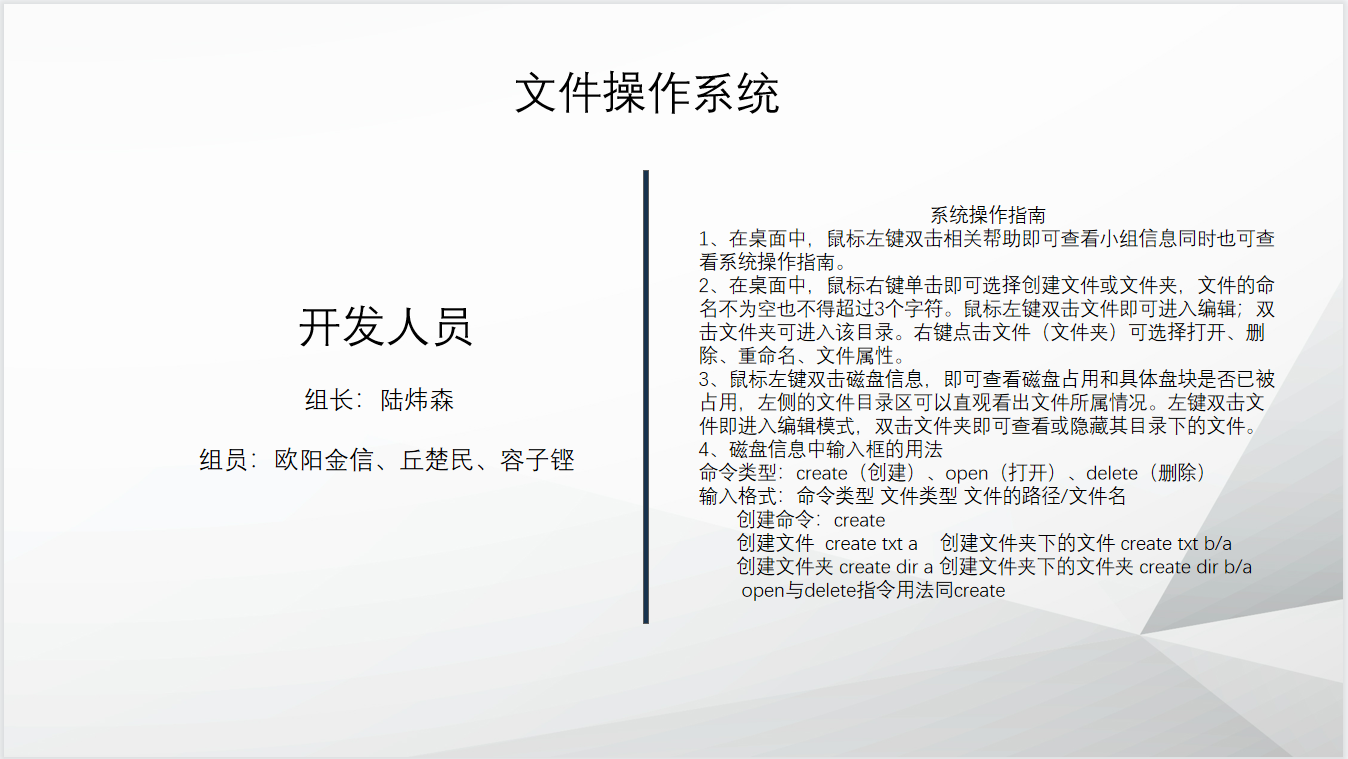 文件操作系统
开发人员
组长：陆炜森
组员：欧阳金信、丘楚民、容子铿
系统操作指南
1、在桌面中，鼠标左键双击相关帮助即可查看小组信息同时也可查
看系统操作指南。
2、在桌面中，鼠标右键单击即可选择创建文件或文件夹，文件的命
名不为空也不得超过3个字符。鼠标左键双击文件即可进入编辑；双
击文件夹可进入该目录。右键点击文件（文件夹）可选择打开、删
除、重命名、文件属性。
3、鼠标左键双击磁盘信息，即可查看磁盘占用和具体盘块是否已被
占用，左侧的文件目录区可以直观看出文件所属情况。左键双击文
件即进入编辑模式，双击文件夹即可查看或隐藏其目录下的文件。
4、磁盘信息中输入框的用法
命令类型：create（创建）、open（打开）、delete（删除）
输入格式：命令类型 文件类型 文件的路径/文件名
创建命令：create
创建文件 create txt a 创建文件夹下的文件 create txt b/a
创建文件夹 create dir a 创建文件夹下的文件夹 create dir b/a
open与delete指令用法同create